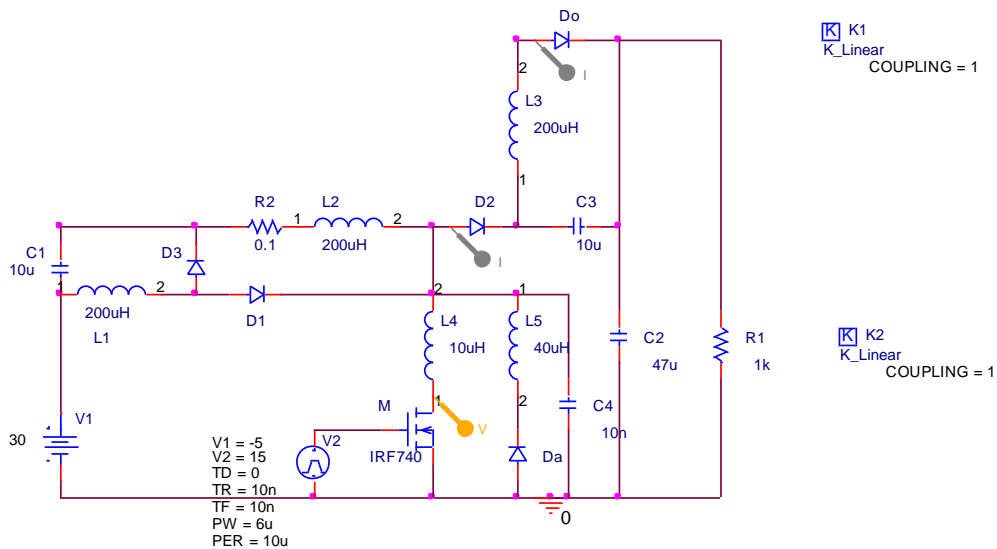 Do
K K1
K_Linear
COUPLING = 1
2
I
L3
200uH
1
R2
L2
D2
C3
1
2
0.1
200uH
10u
C1
10u
D3
I
1
2
200uH
L1
D1
2
1
L4
10uH
L5
40uH
C2
47u
R1
1k
K K2
K_Linear
COUPLING = 1
M
1
2
C4
10n
V1
30
V2
IRF740
V
Da
V1 = -5
V2 = 15
TD = 0
TR = 10n
TF = 10n
PW = 6u
PER = 10u
0